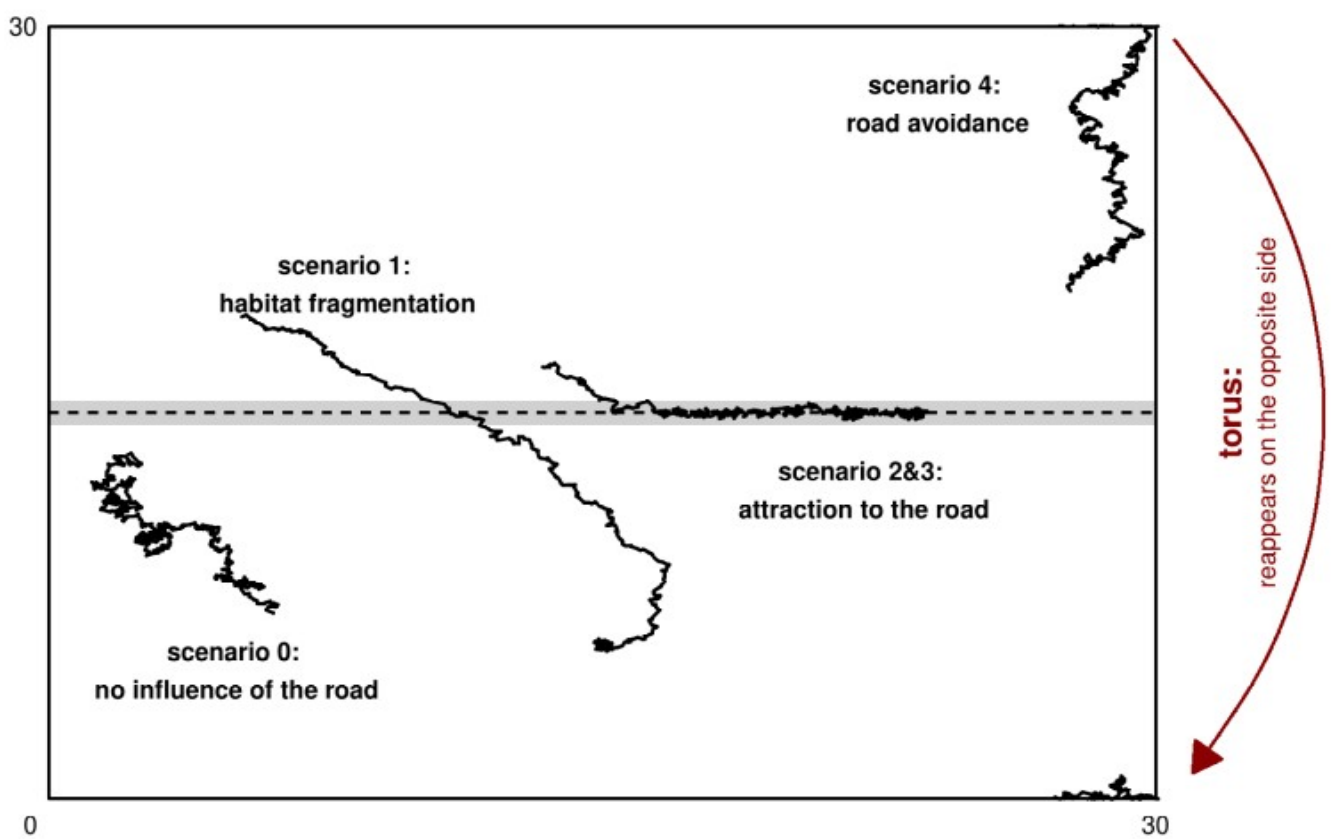 30
scenario 4:
road avoidance
scenario 1:
habitat fragmentation
torus:
reappears on the opposite side
scenario 2&3:
attraction to the road
scenario 0:
no influence of the road
0
30